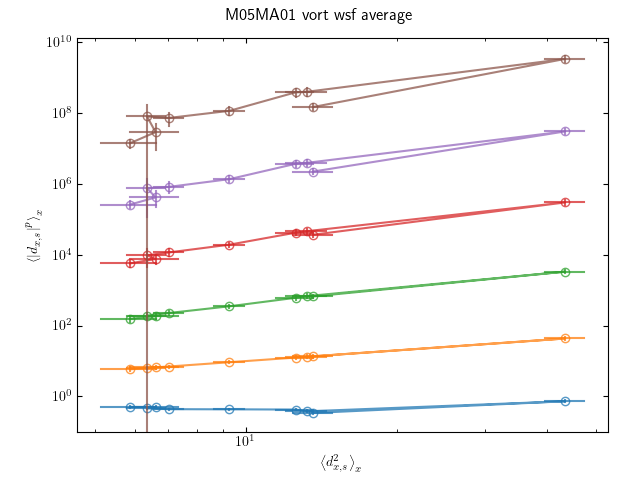 M05MA01 vort wsf average
10^{10}
10^{8}
10^{6}
10^{4}
10^{2}
10^{0}
⟨|d_{x,s}|^p⟩_x
10^1
⟨d_{x,s}^2⟩_x